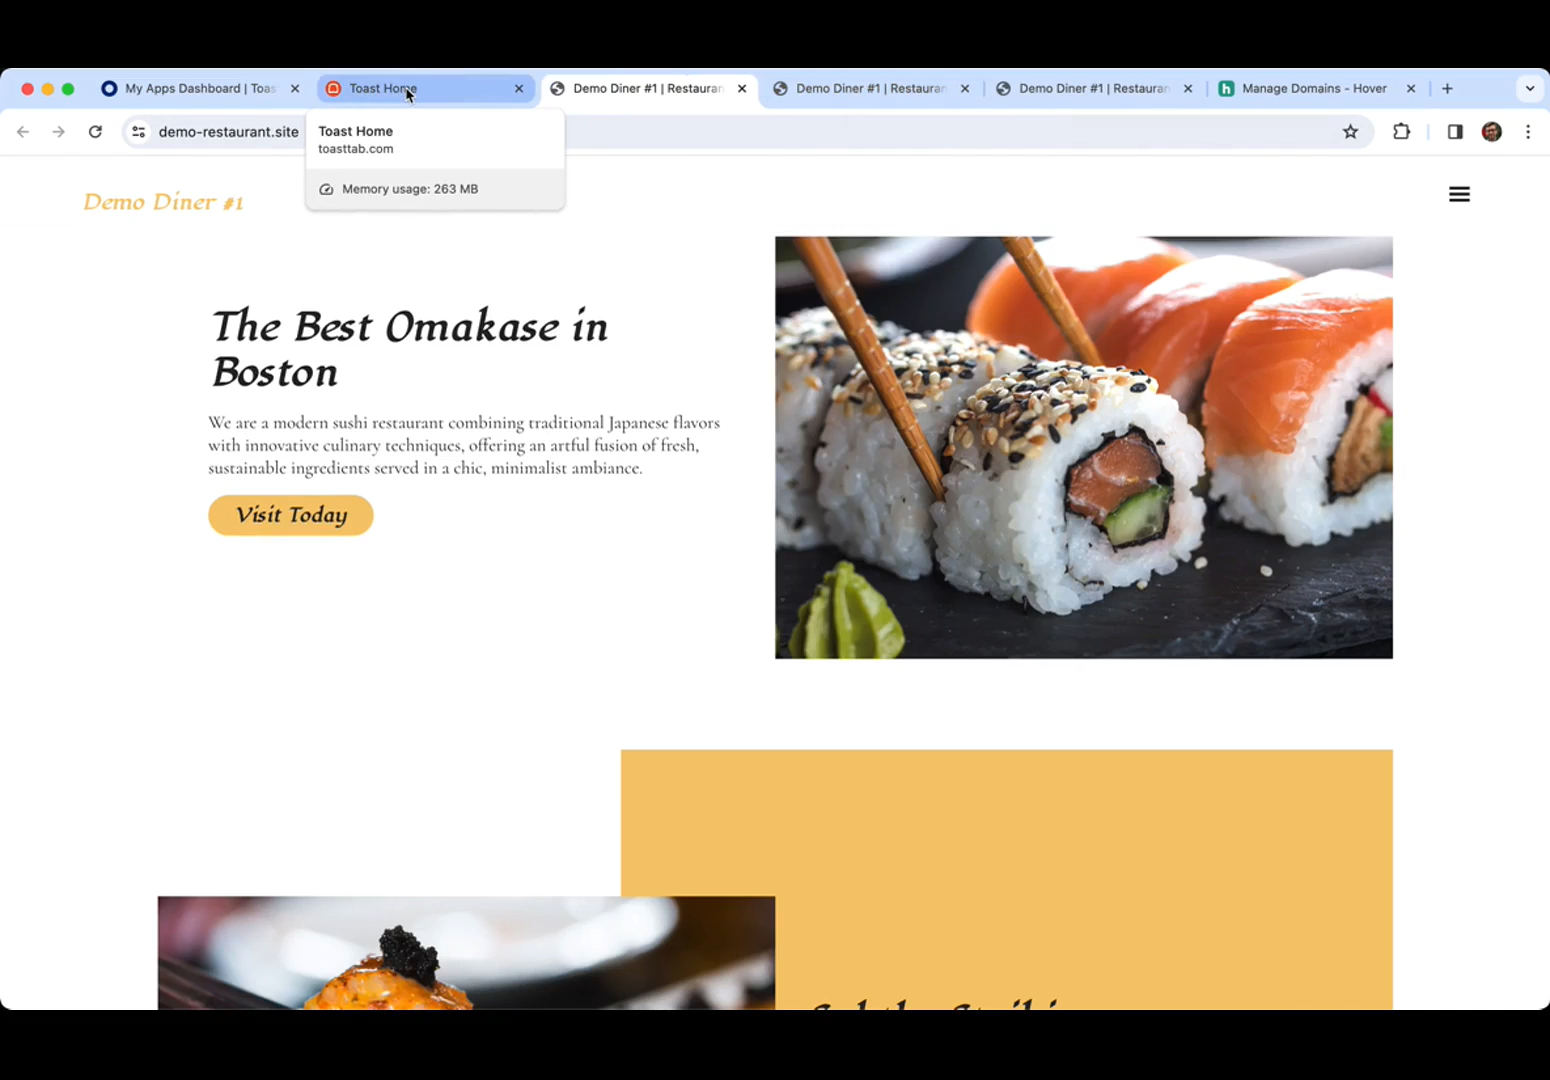 My Apps Dashboard | Toas
Toast Home
Demo Diner #1 | Restauran
Demo Diner #1 | Restauran
Demo Diner #1 | Restauran
Manage Domains - Hover
demo-restaurant.site
Toast Home
toasttab.com
Memory usage: 263 MB
Demo Diner #1
The Best Omakase in
Boston
We are a modern sushi restaurant combining traditional Japanese flavors
with innovative culinary techniques, offering an artful fusion of fresh,
sustainable ingredients served in a chic, minimalist ambiance.
Visit Today